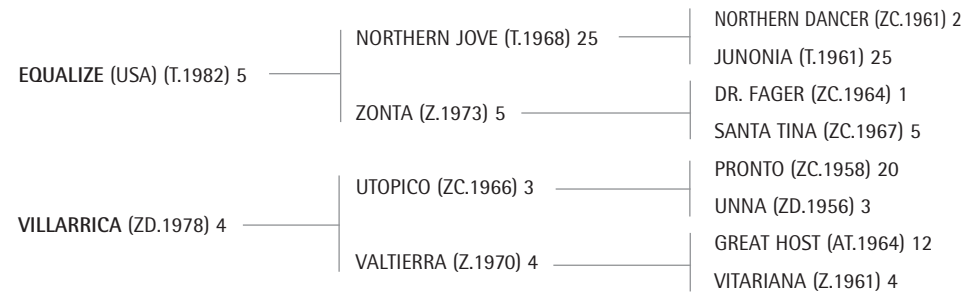 NORTHERN DANCER (ZC.1961) 2
NORTHERN JOVE (T.1968) 25
JUNONIA (T.1961) 25
EQUALIZE (USA) (T.1982) 5
DR. FAGER (ZC.1964) 1
ZONTA (Z.1973) 5
SANTA TINA (ZC.1967) 5
PRONTO (ZC.1958) 20
UTOPICO (ZC.1966) 3
UNNA (ZD.1956) 3
VILLARRICA (ZD.1978) 4
GREAT HOST (AT.1964) 12
VALTIERRA (Z.1970) 4
VITARIANA (Z.1961) 4